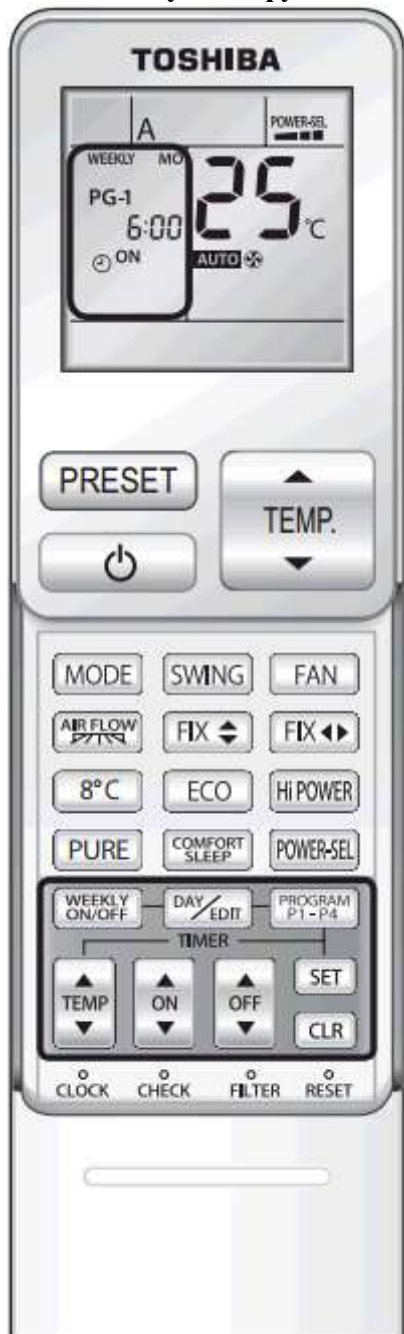 TOSHIBA
A POWER-SEL
WEEKLY MO
PG-1
6:00 25 °C
ON AUTO
PRESET TEMP.
MODE SWING FAN
AIR FLOW FIX FIX
8°C ECO Hi POWER
PURE COMFORT SLEEP POWER-SEL
WEEKLY ON/OFF DAY/EDIT PROGRAM P1-P4
TIMER
TEMP ON OFF SET
CLR
CLOCK CHECK FILTER RESET